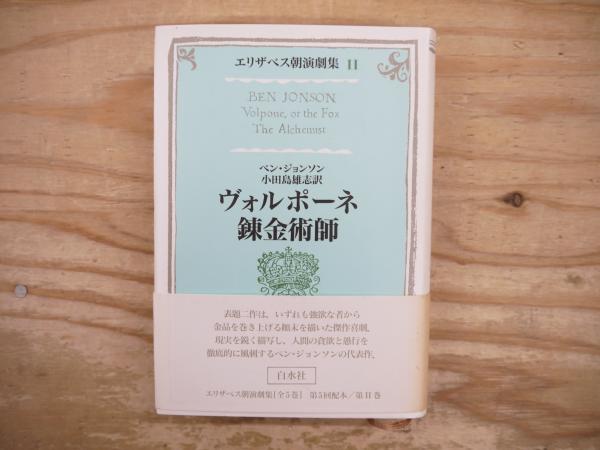 エリザベス朝演劇集 II
BEN JONSON
Volpone, or the Fox
The Alchemist
ベン・ジョンソン
小田島雄志訳
ヴォルポーネ
錬金術師
表題二作は、いずれも強欲な者から
金品を巻き上げる顚末を描いた傑作喜劇。
現実を鋭く描写し、人間の貪欲と愚行を
徹底的に風刺するベン・ジョンソンの代表作。
白水社
エリザベス朝演劇集[全5巻] 第5回配本/第II巻